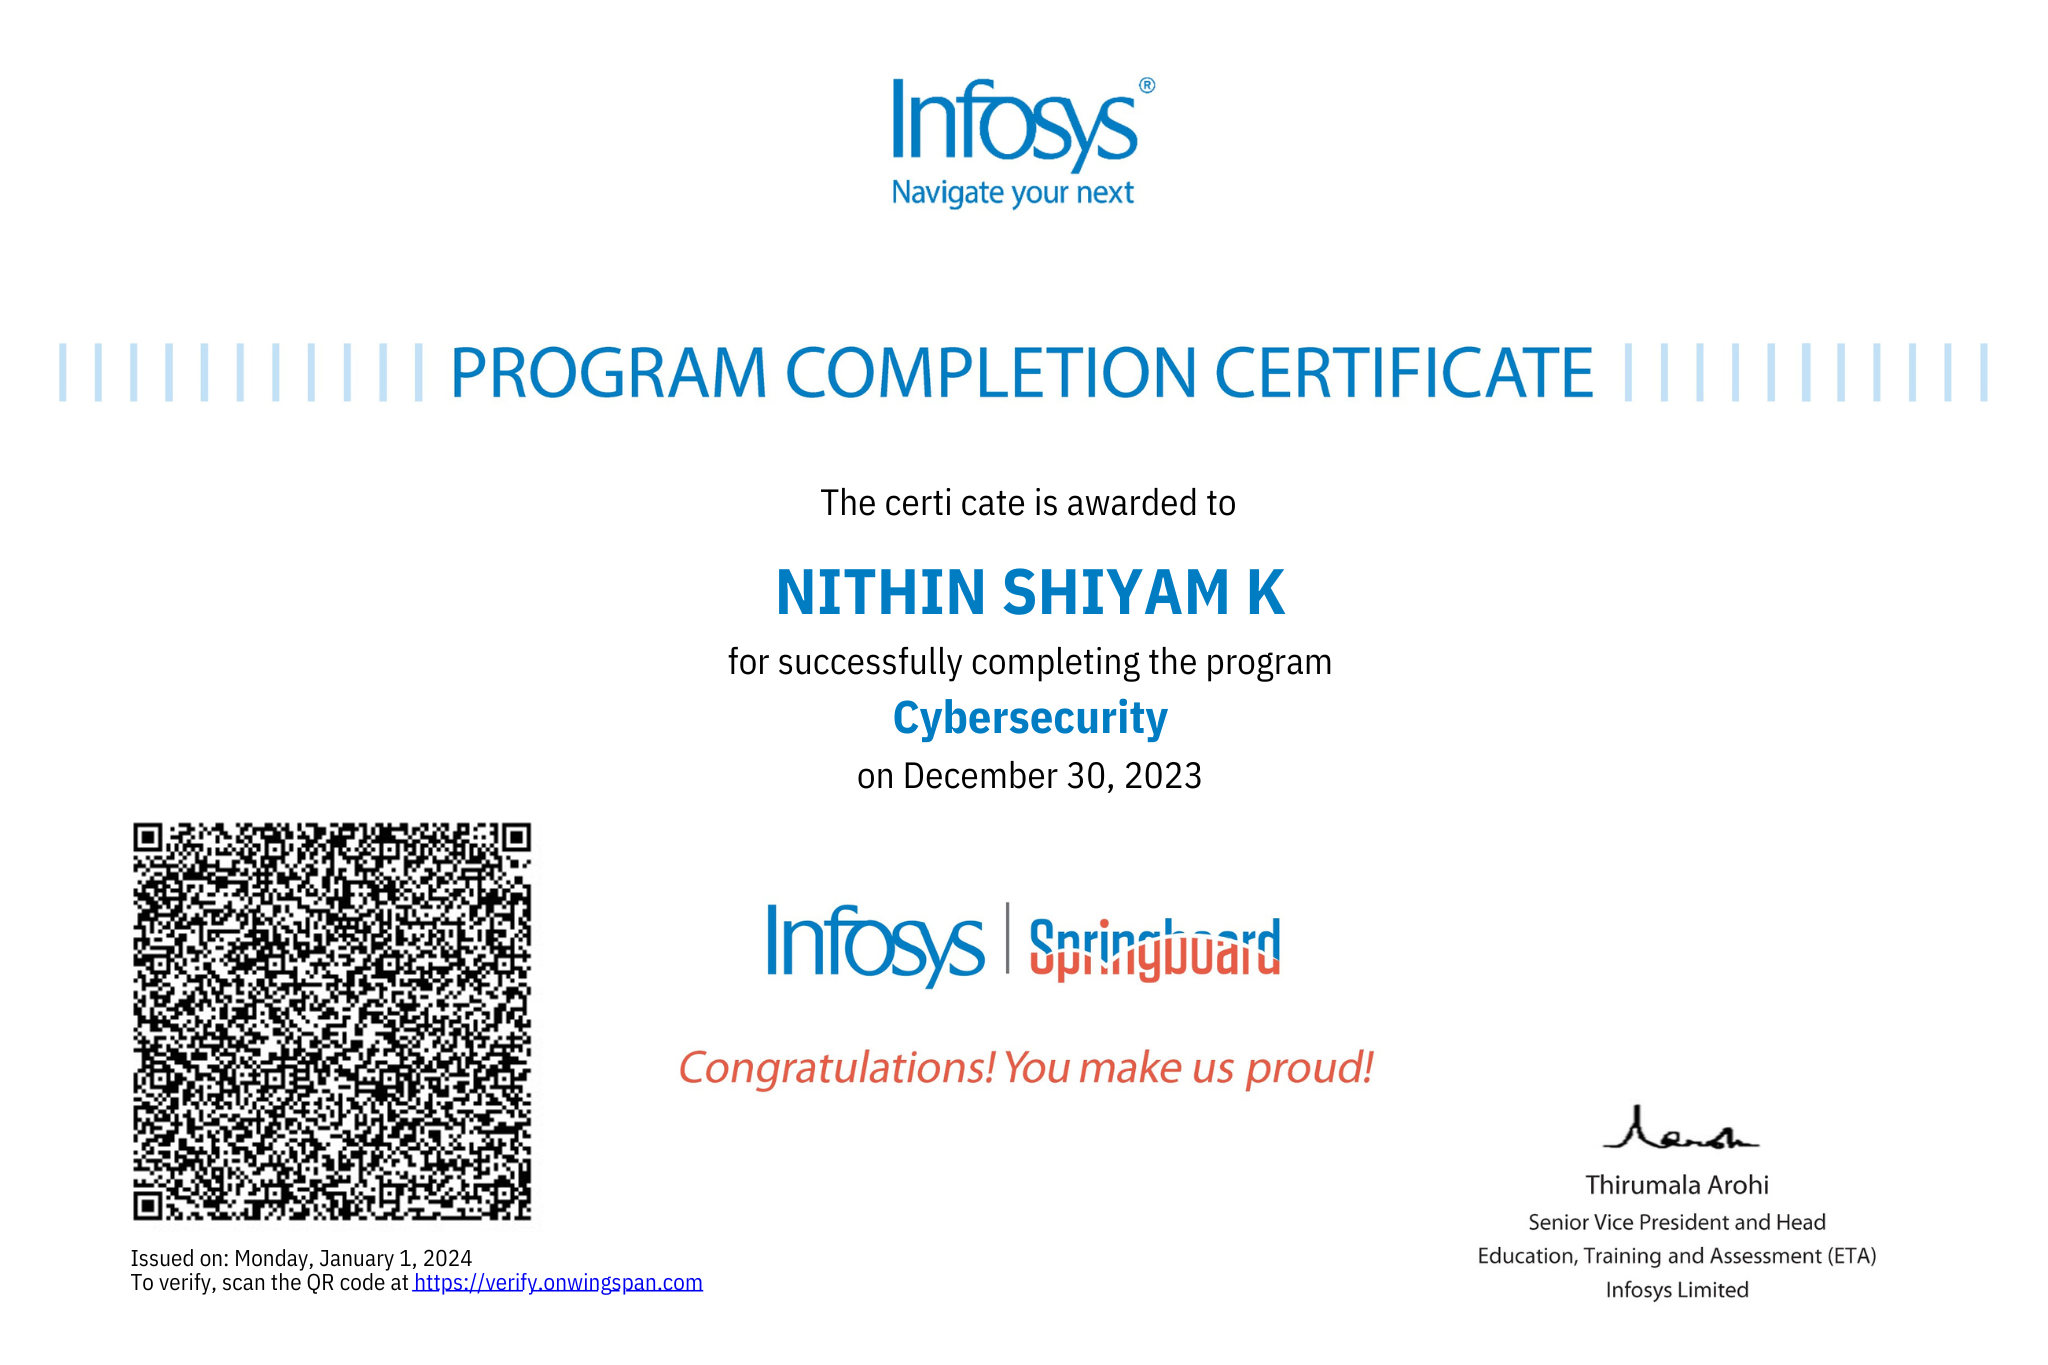 Infosys®
Navigate your next
PROGRAM COMPLETION CERTIFICATE
The certi cate is awarded to
NITHIN SHIYAM K
for successfully completing the program
Cybersecurity
on December 30, 2023
Infosys | Springboard
Congratulations! You make us proud!
Thirumala Arohi
Senior Vice President and Head
Education, Training and Assessment (ETA)
Infosys Limited
Issued on: Monday, January 1, 2024
To verify, scan the QR code at https://verify.onwingspan.com